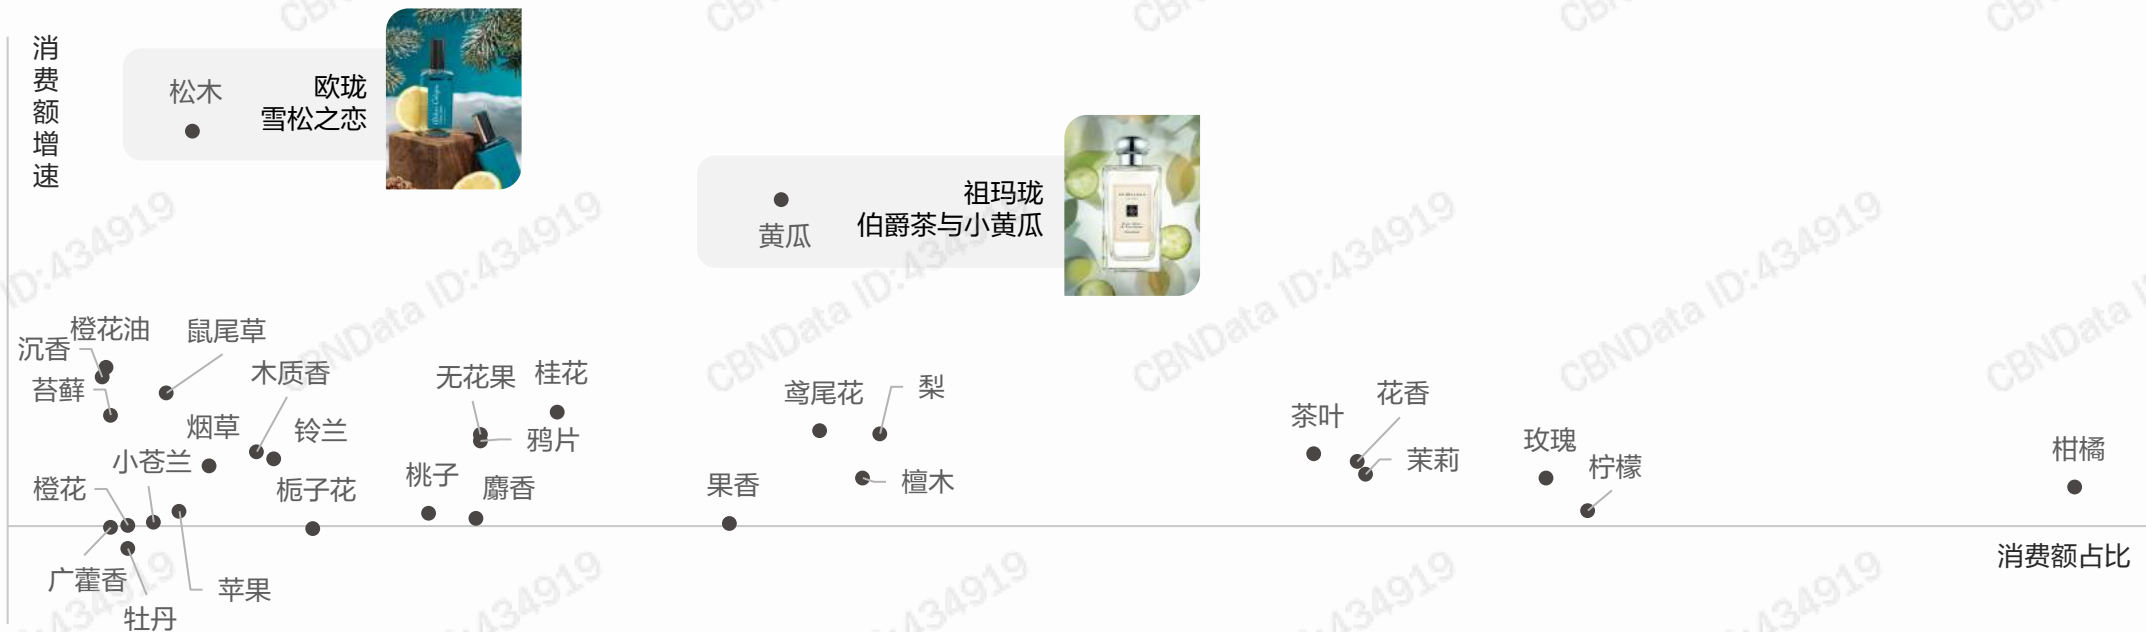 消费额增速
松木
欧珑
雪松之恋
黄瓜
祖玛珑
伯爵茶与小黄瓜
橙花油
鼠尾草
沉香
苔藓
木质香
无花果
桂花
鸢尾花
梨
茶叶
花香
烟草
铃兰
鸦片
玫瑰
茉莉
柠檬
柑橘
小苍兰
橙花
栀子花
桃子
麝香
果香
檀木
广藿香
苹果
牡丹
消费额占比
CBNData ID:434919